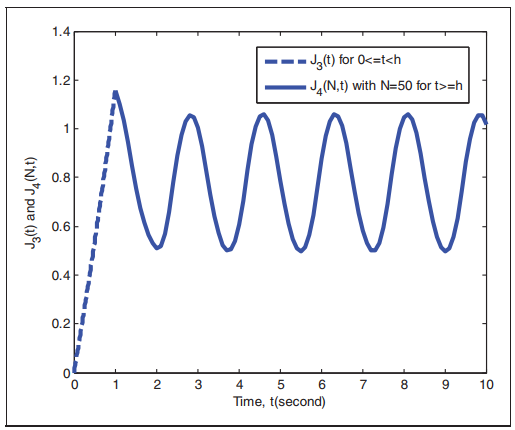 1.4
1.2
1
0.8
0.6
0.4
0.2
0
J3(t) and J4(N,t)
J3(t) for 0<=t<h
J4(N,t) with N=50 for t>=h
0 1 2 3 4 5 6 7 8 9 10
Time, t(second)